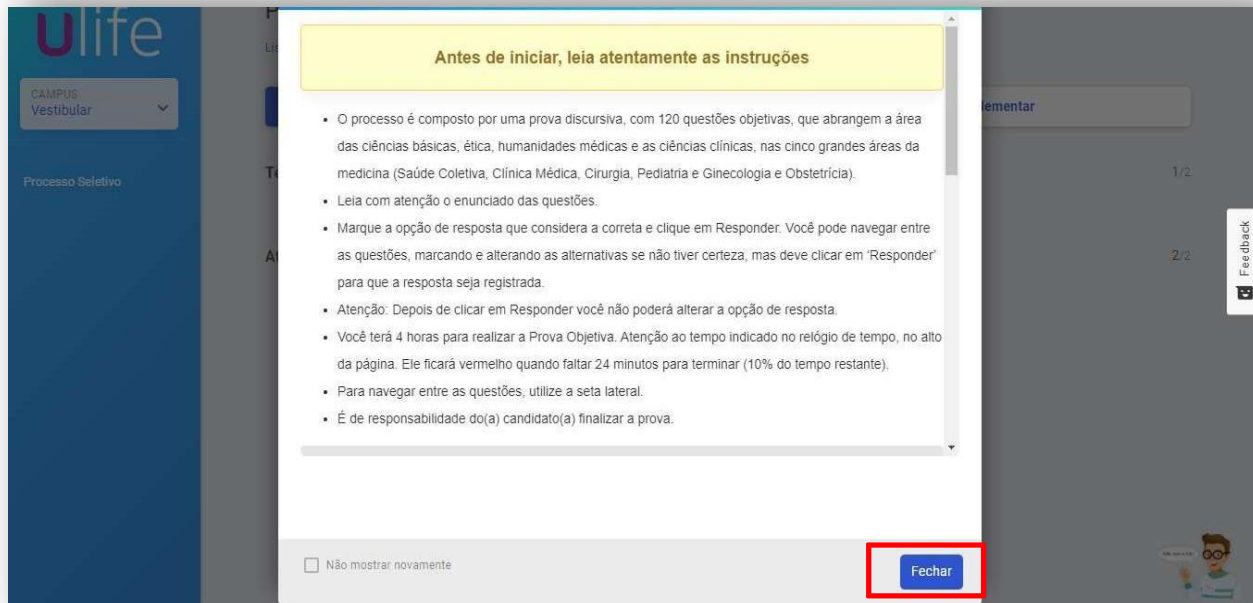 Ulife
CAMPUS
Vestibular
Processo Seletivo
Antes de iniciar, leia atentamente as instruções
• O processo é composto por uma prova discursiva, com 120 questões objetivas, que abrangem a área
das ciências básicas, ética, humanidades médicas e as ciências clínicas, nas cinco grandes áreas da
medicina (Saúde Coletiva, Clínica Médica, Cirurgia, Pediatria e Ginecologia e Obstetrícia).
• Leia com atenção o enunciado das questões.
• Marque a opção de resposta que considera a correta e clique em Responder. Você pode navegar entre
as questões, marcando e alterando as alternativas se não tiver certeza, mas deve clicar em 'Responder'
para que a resposta seja registrada.
• Atenção: Depois de clicar em Responder você não poderá alterar a opção de resposta.
• Você terá 4 horas para realizar a Prova Objetiva. Atenção ao tempo indicado no relógio de tempo, no alto
da página. Ele ficará vermelho quando faltar 24 minutos para terminar (10% do tempo restante).
• Para navegar entre as questões, utilize a seta lateral.
• É de responsabilidade do(a) candidato(a) finalizar a prova.
Não mostrar novamente
Fechar
lementar
1/2
2/2
Feedback